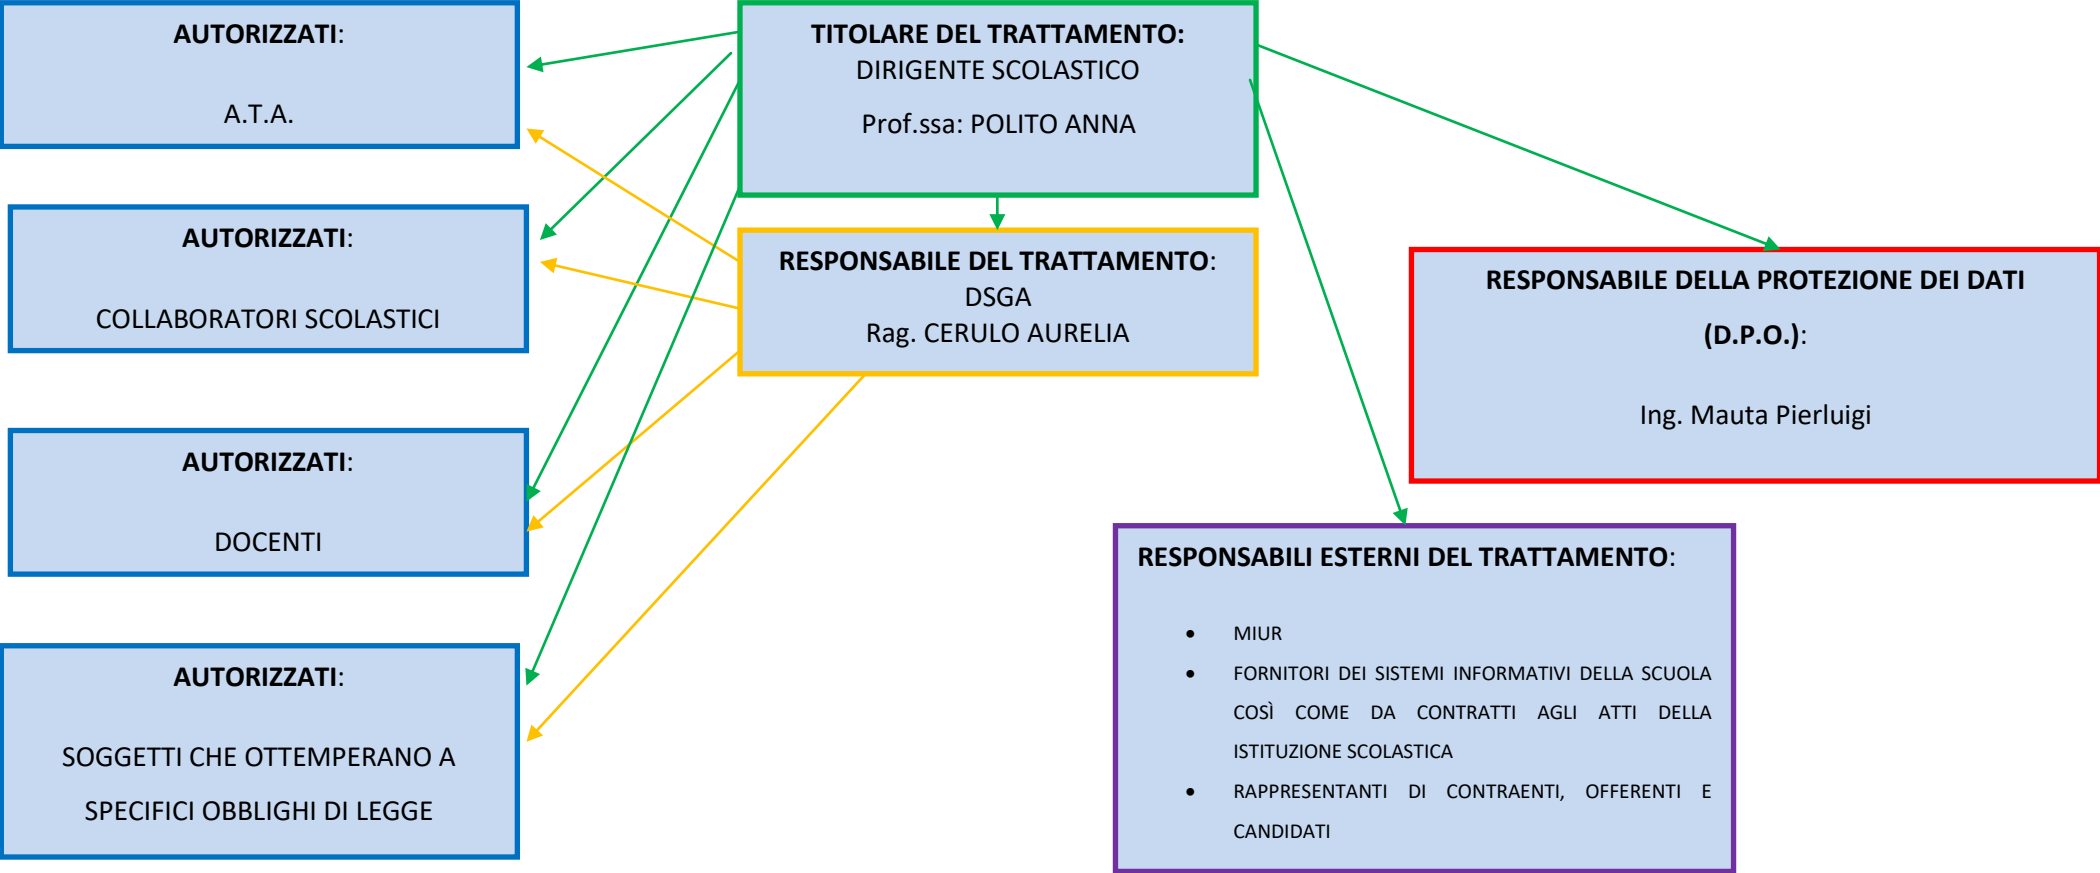 AUTORIZZATI:
A.T.A.
TITOLARE DEL TRATTAMENTO:
DIRIGENTE SCOLASTICO
Prof.ssa: POLITO ANNA
AUTORIZZATI:
COLLABORATORI SCOLASTICI
RESPONSABILE DEL TRATTAMENTO:
DSGA
Rag. CERULO AURELIA
RESPONSABILE DELLA PROTEZIONE DEI DATI
(D.P.O.):
Ing. Mauta Pierluigi
AUTORIZZATI:
DOCENTI
AUTORIZZATI:
SOGGETTI CHE OTTEMPERANO A
SPECIFICI OBBLIGHI DI LEGGE
RESPONSABILI ESTERNI DEL TRATTAMENTO:
• MIUR
• FORNITORI DEI SISTEMI INFORMATIVI DELLA SCUOLA
COSÌ COME DA CONTRATTI AGLI ATTI DELLA
ISTITUZIONE SCOLASTICA
• RAPPRESENTANTI DI CONTRAENTI, OFFERENTI E
CANDIDATI